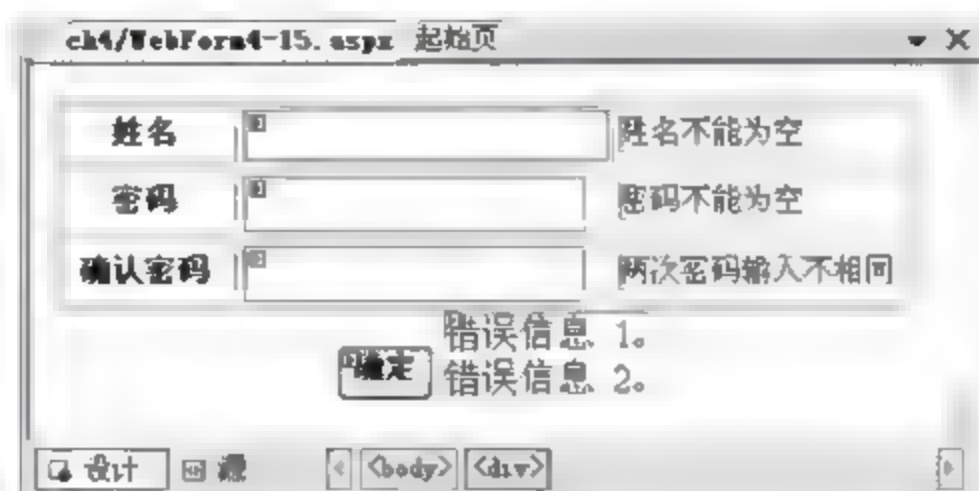 ch4/WebForm4-15.aspx 起始页
姓名 姓名不能为空
密码 密码不能为空
确认密码 两次密码输入不相同
错误信息 1。
确定 错误信息 2。
设计 源 <body> <div>